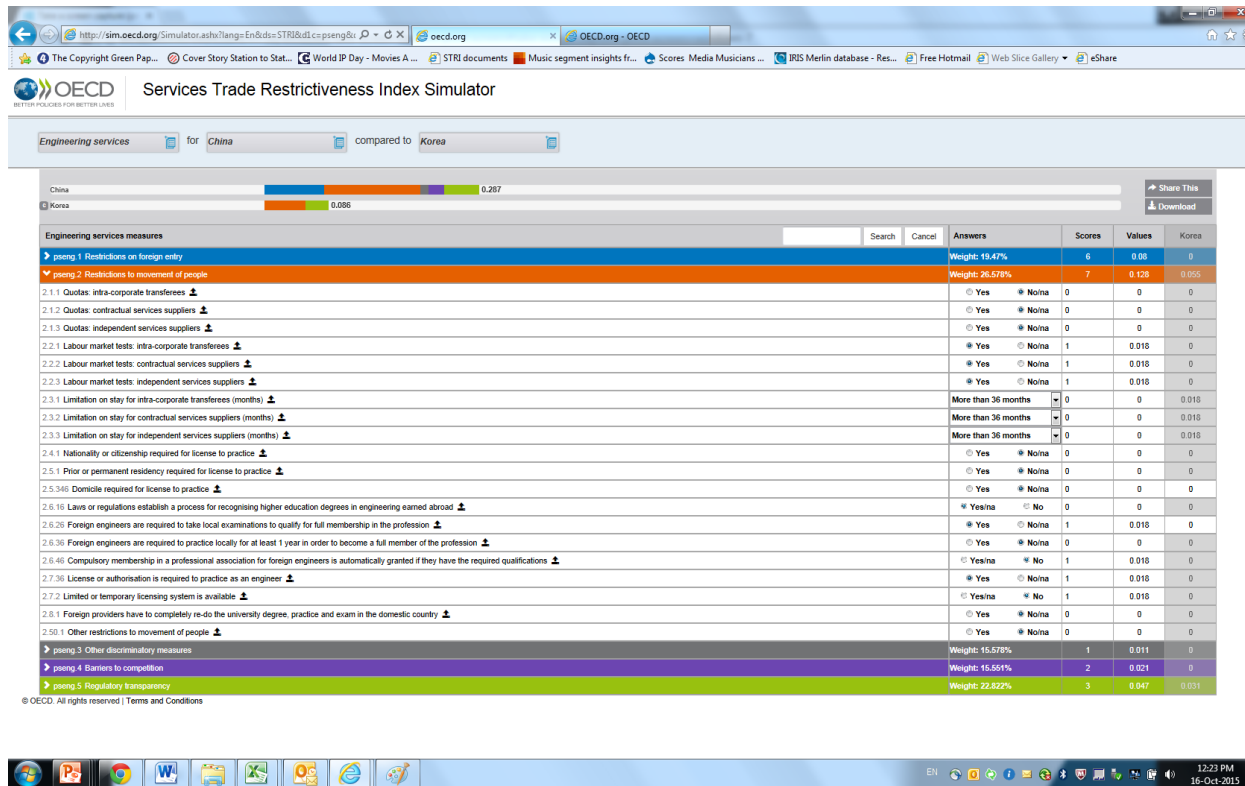 http://sim.oecd.org/Simulator.ashx?lang=En&ds=STRI&d1c=pseng&
oecd.org
OECD.org - OECD
The Copyright Green Pap... Cover Story Station to Stat... World IP Day - Movies A ... STRI documents Music segment insights fr... Scores Media Musicians ... IRIS Merlin database - Res... Free Hotmail Web Slice Gallery eShare
OECD Services Trade Restrictiveness Index Simulator
BETTER POLICIES FOR BETTER LIVES
Engineering services for China compared to Korea
China 0.287 Share This
c Korea 0.086 Download
Engineering services measures Search Cancel Answers Scores Values Korea
pseng.1 Restrictions on foreign entry Weight: 19.47% 6 0.08 0
pseng.2 Restrictions to movement of people Weight: 26.578% 7 0.128 0.055
2.1.1 Quotas: intra-corporate transferees Yes No/na 0 0 0
2.1.2 Quotas: contractual services suppliers Yes No/na 0 0 0
2.1.3 Quotas: independent services suppliers Yes No/na 0 0 0
2.2.1 Labour market tests: intra-corporate transferees Yes No/na 1 0.018 0
2.2.2 Labour market tests: contractual services suppliers Yes No/na 1 0.018 0
2.2.3 Labour market tests: independent services suppliers Yes No/na 1 0.018 0
2.3.1 Limitation on stay for intra-corporate transferees (months) More than 36 months 0 0 0.018
2.3.2 Limitation on stay for contractual services suppliers (months) More than 36 months 0 0 0.018
2.3.3 Limitation on stay for independent services suppliers (months) More than 36 months 0 0 0.018
2.4.1 Nationality or citizenship required for license to practice Yes No/na 0 0 0
2.5.1 Prior or permanent residency required for license to practice Yes No/na 0 0 0
2.5.346 Domicile required for license to practice Yes No/na 0 0 0
2.6.16 Laws or regulations establish a process for recognising higher education degrees in engineering earned abroad Yes/na No 0 0 0
2.6.26 Foreign engineers are required to take local examinations to qualify for full membership in the profession Yes No/na 1 0.018 0
2.6.36 Foreign engineers are required to practice locally for at least 1 year in order to become a full member of the profession Yes No/na 0 0 0
2.6.46 Compulsory membership in a professional association for foreign engineers is automatically granted if they have the required qualifications Yes/na No 1 0.018 0
2.7.36 License or authorisation is required to practice as an engineer Yes No/na 1 0.018 0
2.7.2 Limited or temporary licensing system is available Yes/na No 1 0.018 0
2.8.1 Foreign providers have to completely re-do the university degree, practice and exam in the domestic country Yes No/na 0 0 0
2.50.1 Other restrictions to movement of people Yes No/na 0 0 0
pseng.3 Other discriminatory measures Weight: 15.578% 1 0.011 0
pseng.4 Barriers to competition Weight: 15.551% 2 0.021 0
pseng.5 Regulatory transparency Weight: 22.822% 3 0.047 0.031
© OECD. All rights reserved | Terms and Conditions
EN 12:23 PM
16-Oct-2015